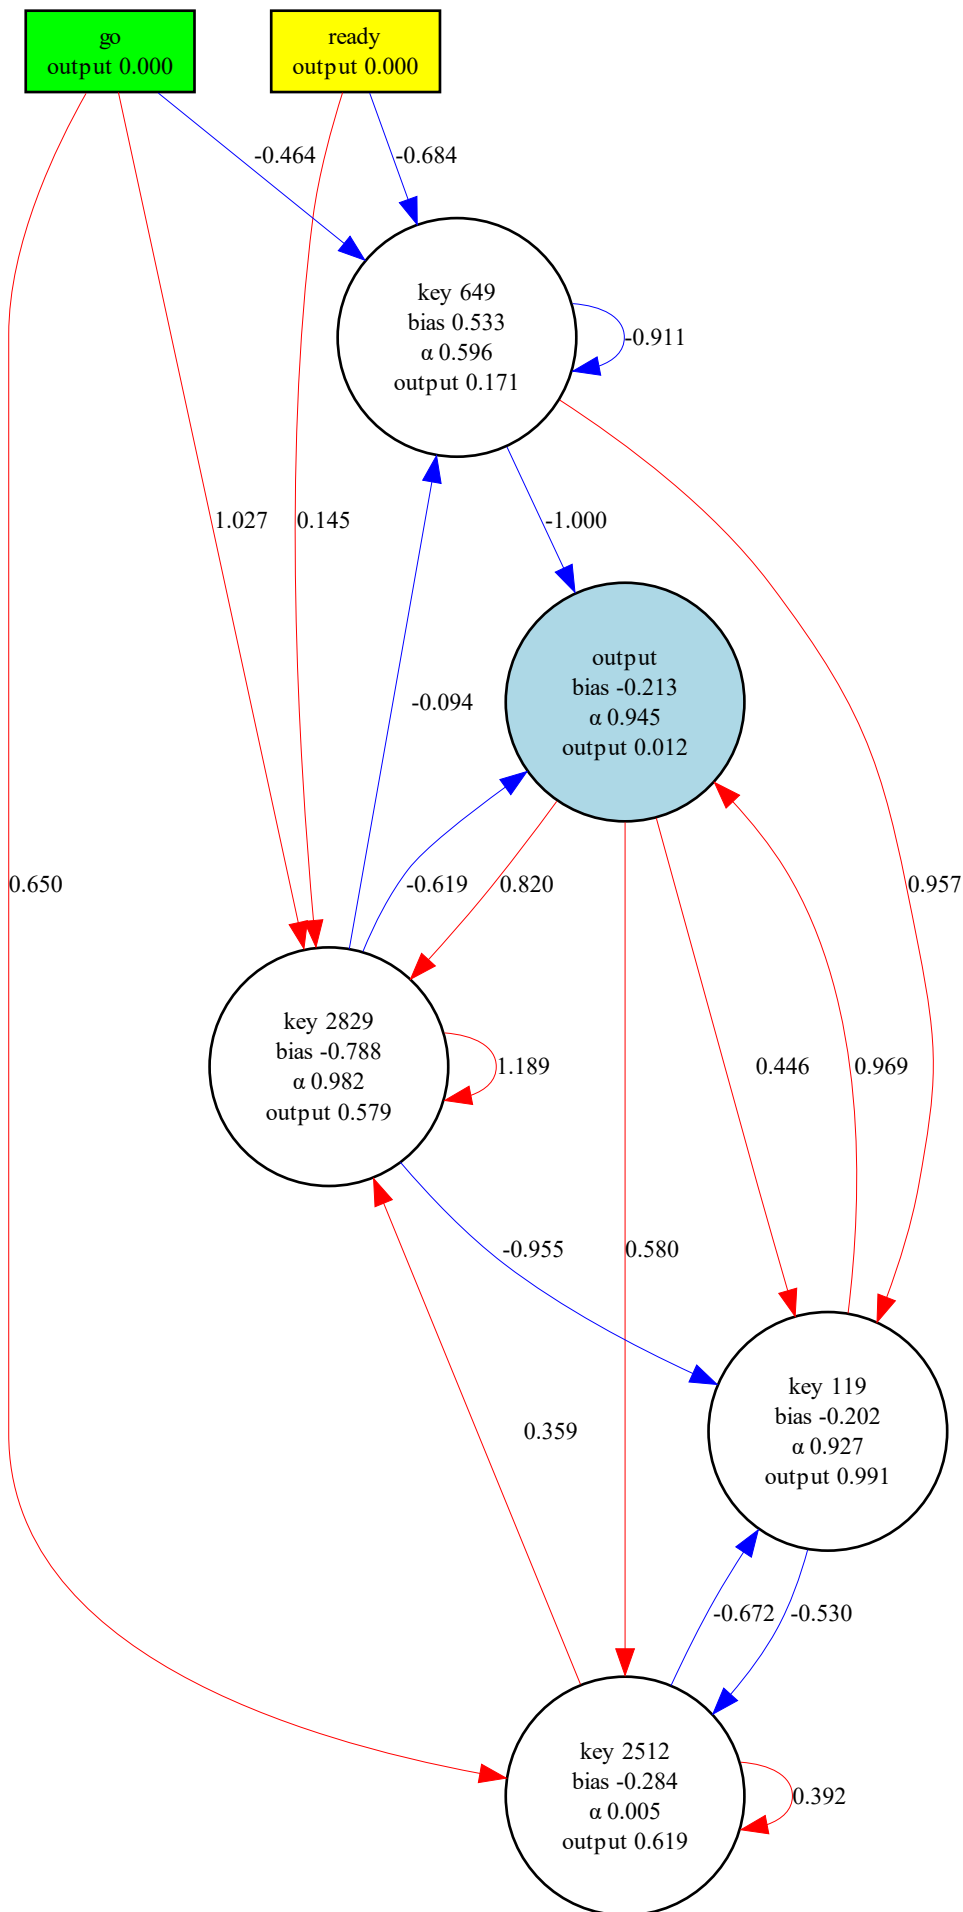 go
output 0.000
ready
output 0.000
-0.464
-0.684
key 649
bias 0.533
α 0.596
output 0.171
-0.911
1.027
0.145
-1.000
output
bias -0.213
α 0.945
output 0.012
-0.094
0.650
-0.619
0.820
0.957
key 2829
bias -0.788
α 0.982
output 0.579
1.189
0.446
0.969
-0.955
0.580
key 119
bias -0.202
α 0.927
output 0.991
0.359
-0.672
-0.530
key 2512
bias -0.284
α 0.005
output 0.619
0.392